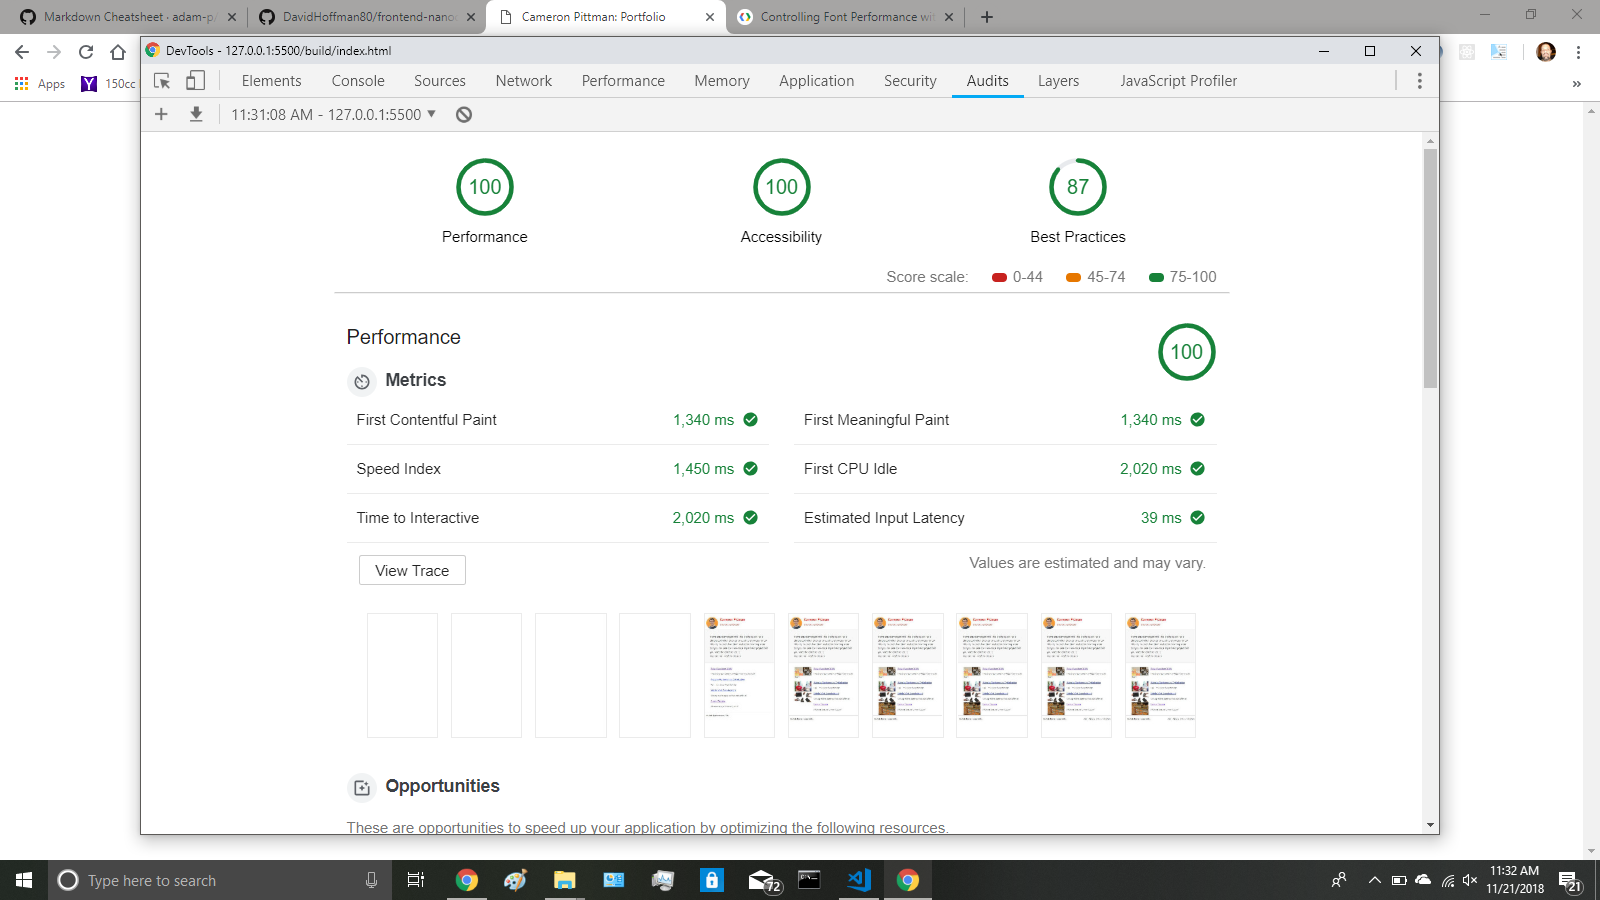 Markdown Cheatsheet · adam-p/
DavidHoffman80/frontend-nano
Cameron Pittman: Portfolio
Controlling Font Performance wit
DevTools - 127.0.0.1:5500/build/index.html
Apps
150cc
Elements Console Sources Network Performance Memory Application Security Audits Layers JavaScript Profiler
11:31:08 AM - 127.0.0.1:5500
100 100 87
Performance Accessibility Best Practices
Score scale: 0-44 45-74 75-100
Performance
100
Metrics
First Contentful Paint 1,340 ms First Meaningful Paint 1,340 ms
Speed Index 1,450 ms First CPU Idle 2,020 ms
Time to Interactive 2,020 ms Estimated Input Latency 39 ms
View Trace
Values are estimated and may vary.
Opportunities
These are opportunities to speed up your application by optimizing the following resources.
Type here to search
72
11:32 AM
11/21/2018
21